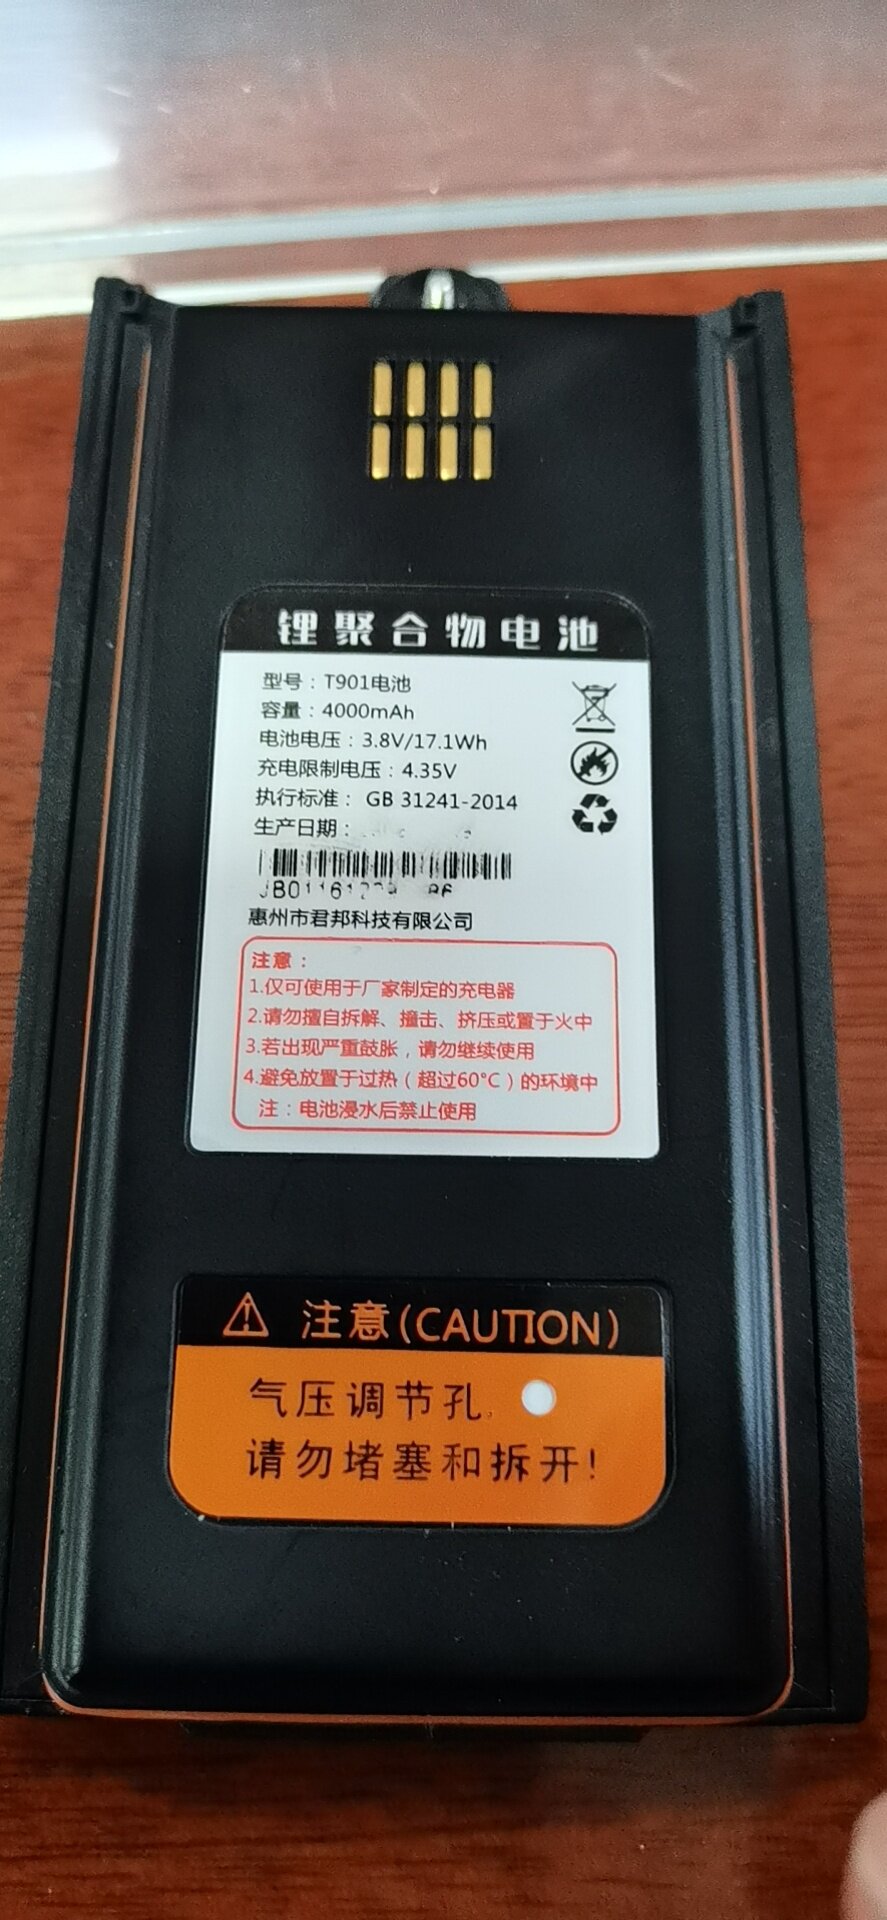 锂聚合物电池
型号：T901电池
容量：4000mAh
电池电压：3.8V/17.1Wh
充电限制电压：4.35V
执行标准： GB 31241-2014
生产日期：
惠州市君邦科技有限公司
注意：
1.仅可使用于厂家制定的充电器
2.请勿擅自拆解、撞击、挤压或置于火中
3.若出现严重鼓胀，请勿继续使用
4.避免放置于过热（超过60°C）的环境中
注：电池浸水后禁止使用
注意(CAUTION)
气压调节孔
请勿堵塞和拆开!